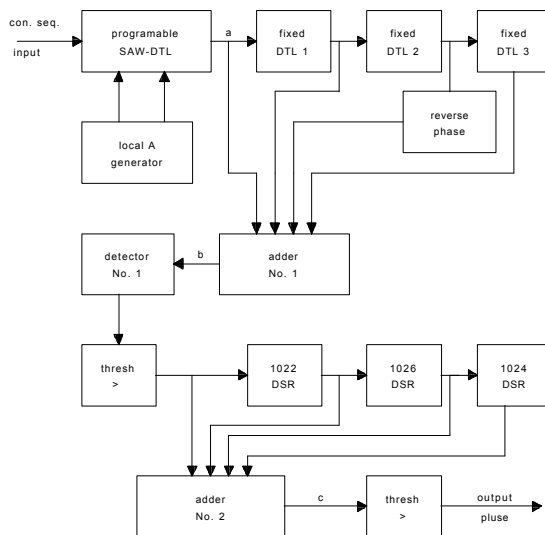 con. seq.
input
programable
SAW-DTL
a
fixed
DTL 1
fixed
DTL 2
fixed
DTL 3
local A
generator
reverse
phase
detector
No. 1
b
adder
No. 1
thresh
>
1022
DSR
1026
DSR
1024
DSR
adder
No. 2
c
thresh
>
output
pluse